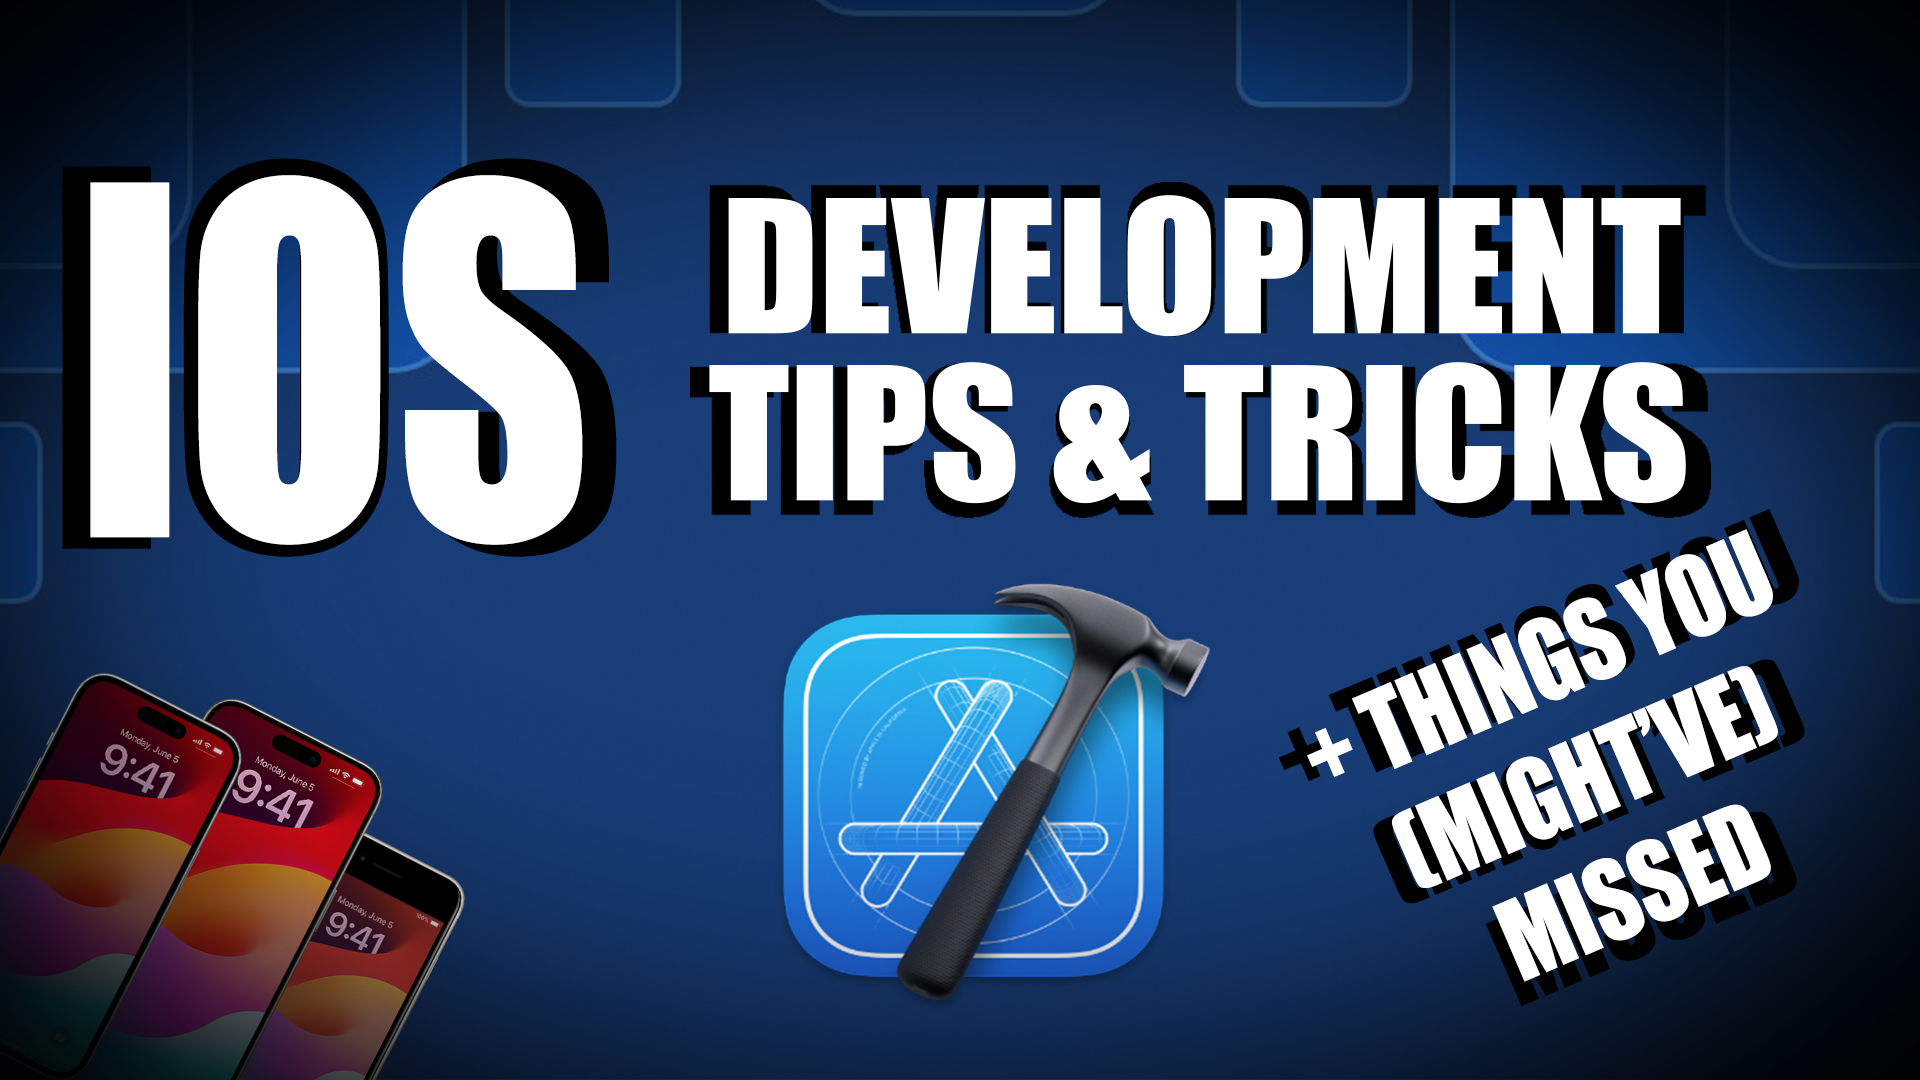 IOS
DEVELOPMENT
TIPS & TRICKS
+ THINGS YOU
(MIGHT'VE)
MISSED
Monday, June 5
9:41
Monday, June 5
9:41
Monday, June 5
100%
9:41